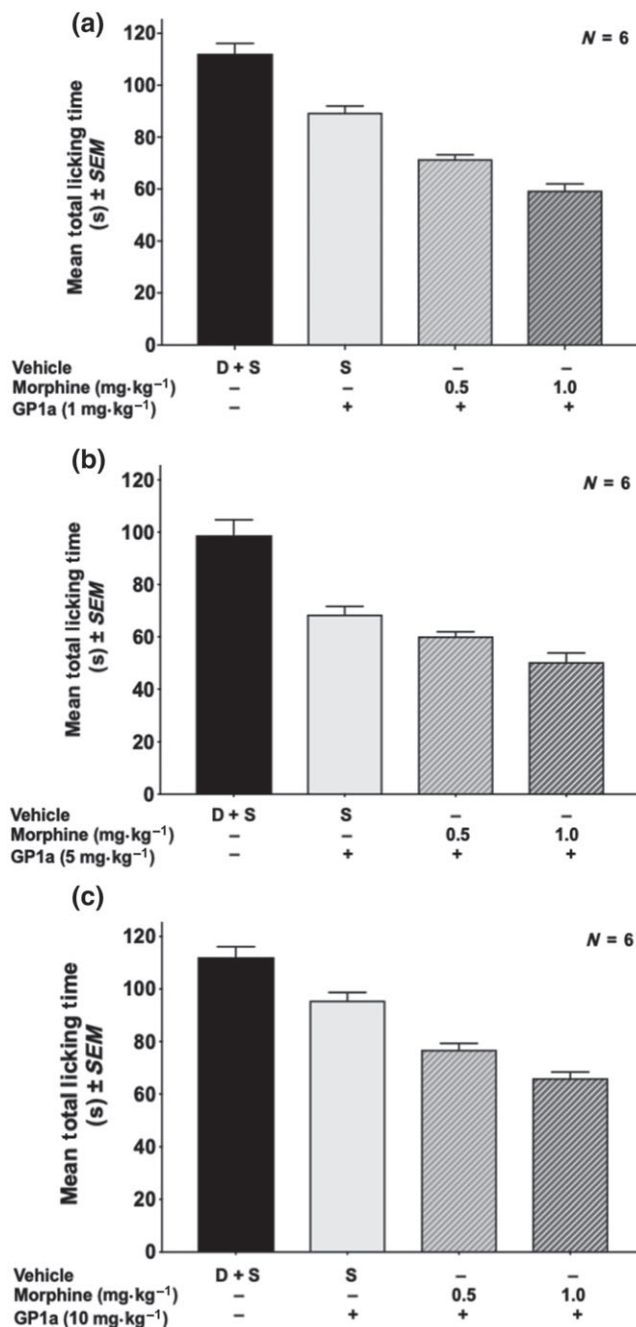 (a)
N = 6
120
100
80
60
40
20
0
Mean total licking time
(s) ± SEM
Vehicle D + S S – –
Morphine (mg·kg⁻¹) – – 0.5 1.0
GP1a (1 mg·kg⁻¹) – + + +
(b)
N = 6
120
100
80
60
40
20
0
Mean total licking time
(s) ± SEM
Vehicle D + S S – –
Morphine (mg·kg⁻¹) – – 0.5 1.0
GP1a (5 mg·kg⁻¹) – + + +
(c)
N = 6
120
100
80
60
40
20
0
Mean total licking time
(s) ± SEM
Vehicle D + S S – –
Morphine (mg·kg⁻¹) – – 0.5 1.0
GP1a (10 mg·kg⁻¹) – + + +